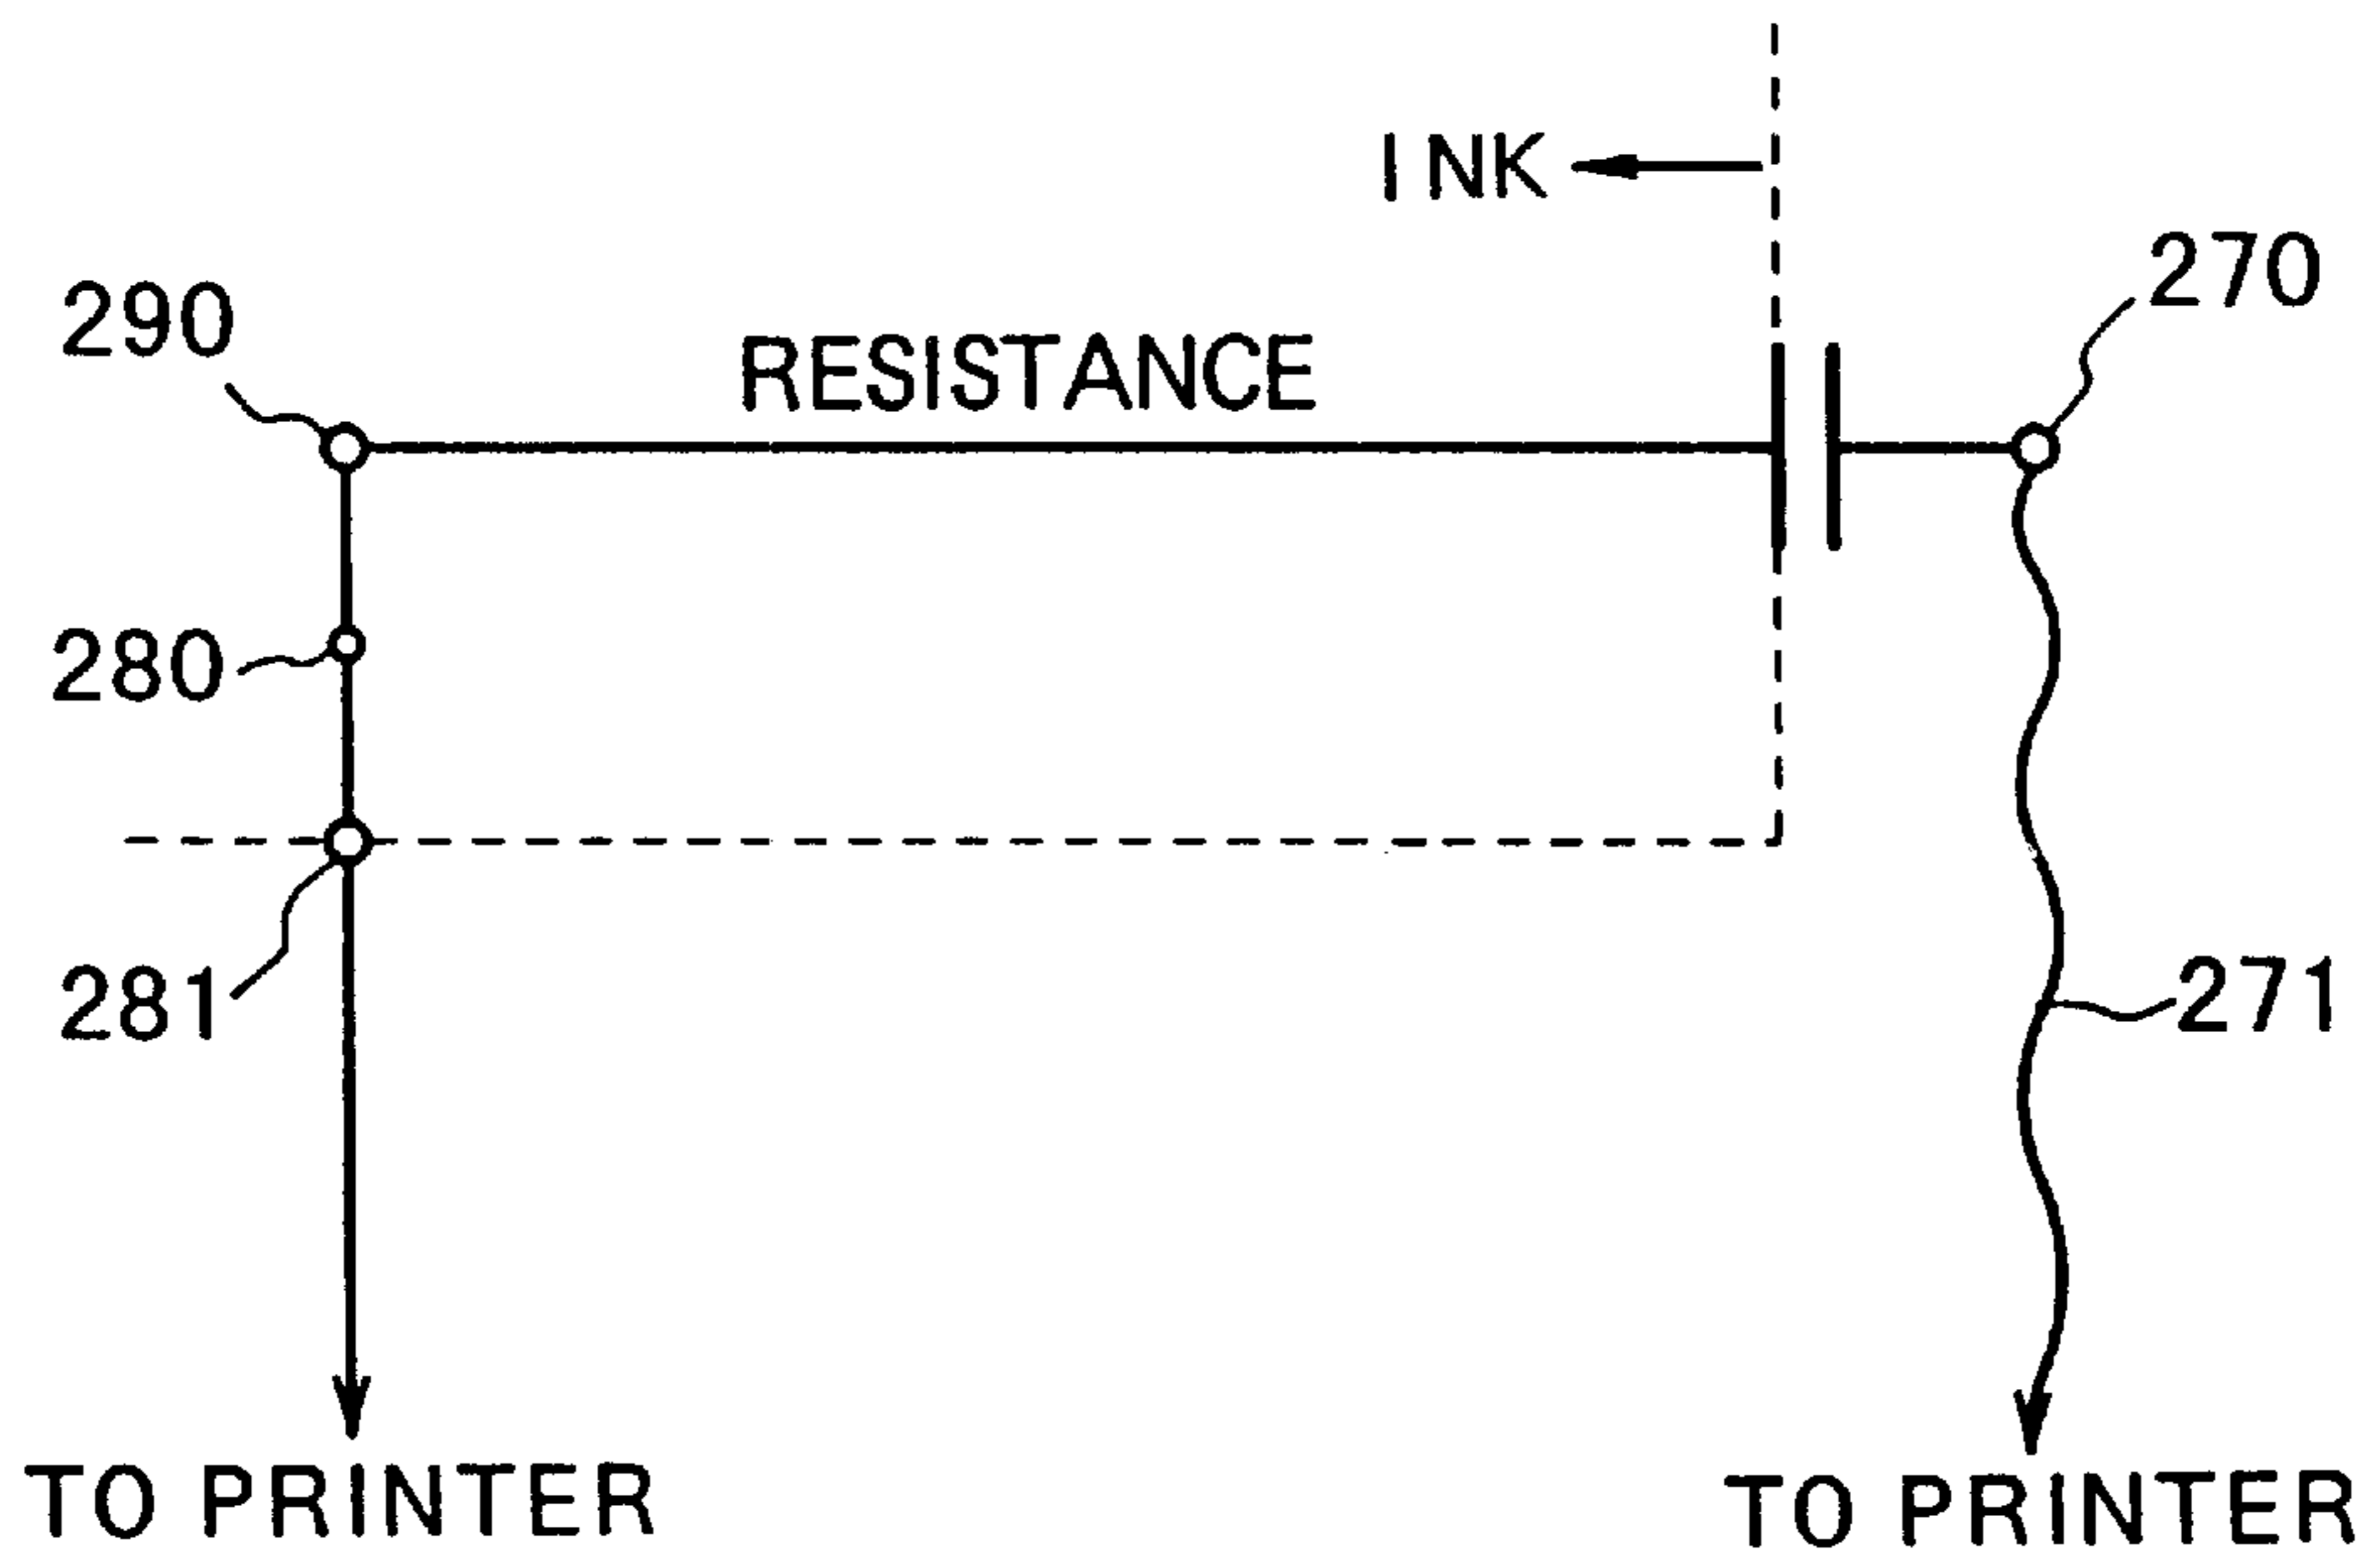 INK
270
290
RESISTANCE
280
281
271
TO PRINTER
TO PRINTER